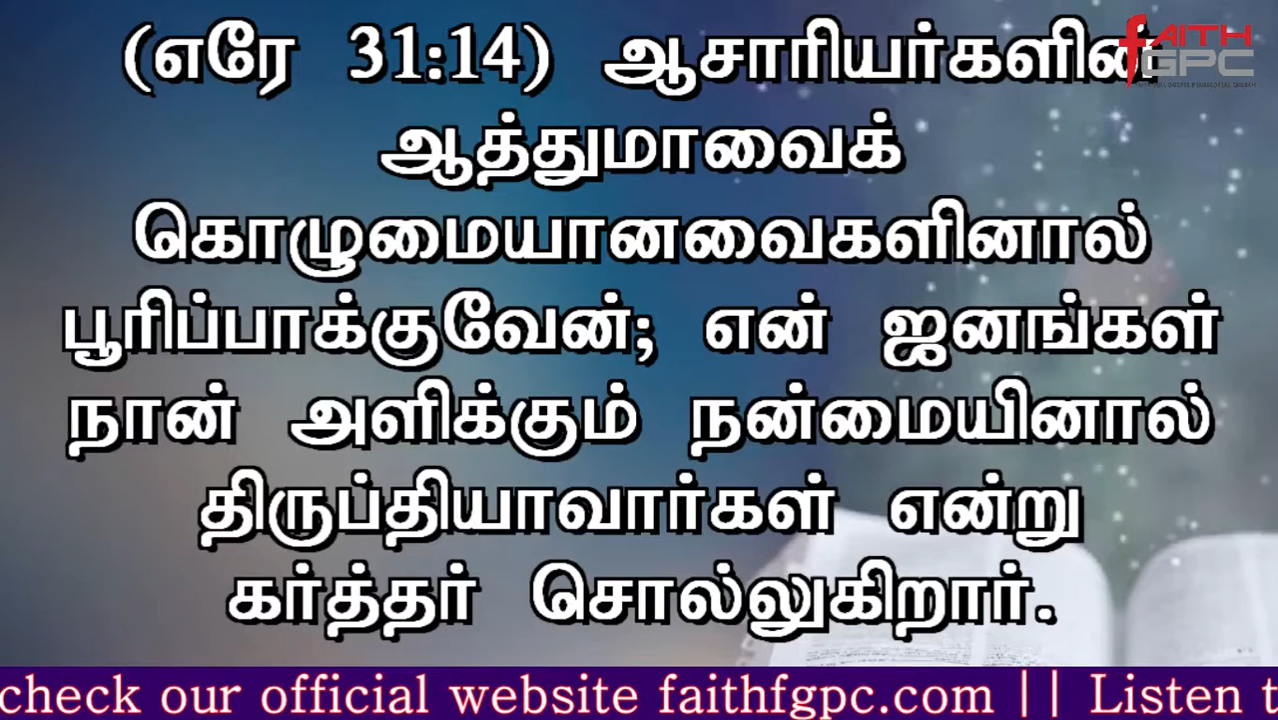 (எரே 31:14) ஆசாரியர்களின்
ஆத்துமாவைக்
கொழுமையானவைகளினால்
பூரிப்பாக்குவேன்; என் ஜனங்கள்
நான் அளிக்கும் நன்மையினால்
திருப்தியாவார்கள் என்று
கர்த்தர் சொல்லுகிறார்.
fAITH
GPC
check our official website faithfgpc.com || Listen t